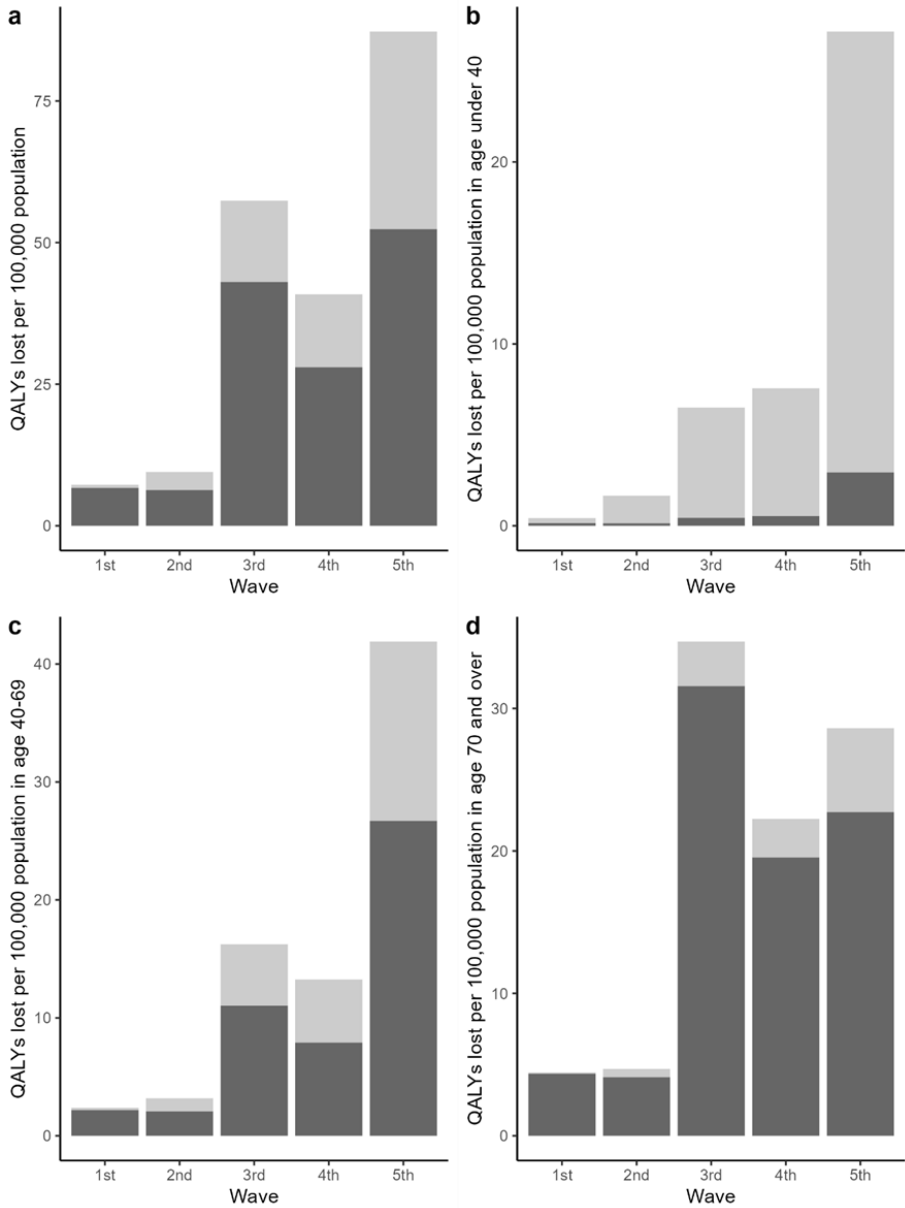 a
QALYs lost per 100,000 population
75
50
25
0
1st 2nd 3rd 4th 5th
Wave
b
QALYs lost per 100,000 population in age under 40
20
10
0
1st 2nd 3rd 4th 5th
Wave
c
QALYs lost per 100,000 population in age 40-69
40
30
20
10
0
1st 2nd 3rd 4th 5th
Wave
d
QALYs lost per 100,000 population in age 70 and over
30
20
10
0
1st 2nd 3rd 4th 5th
Wave